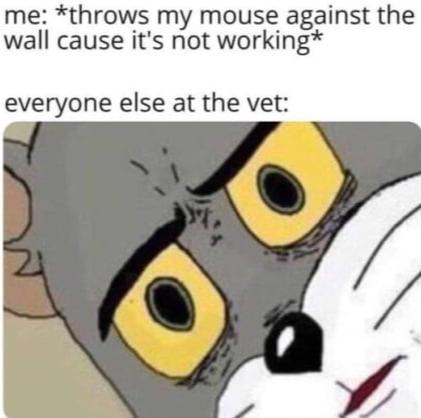 me: *throws my mouse against the
wall cause it's not working*
everyone else at the vet: